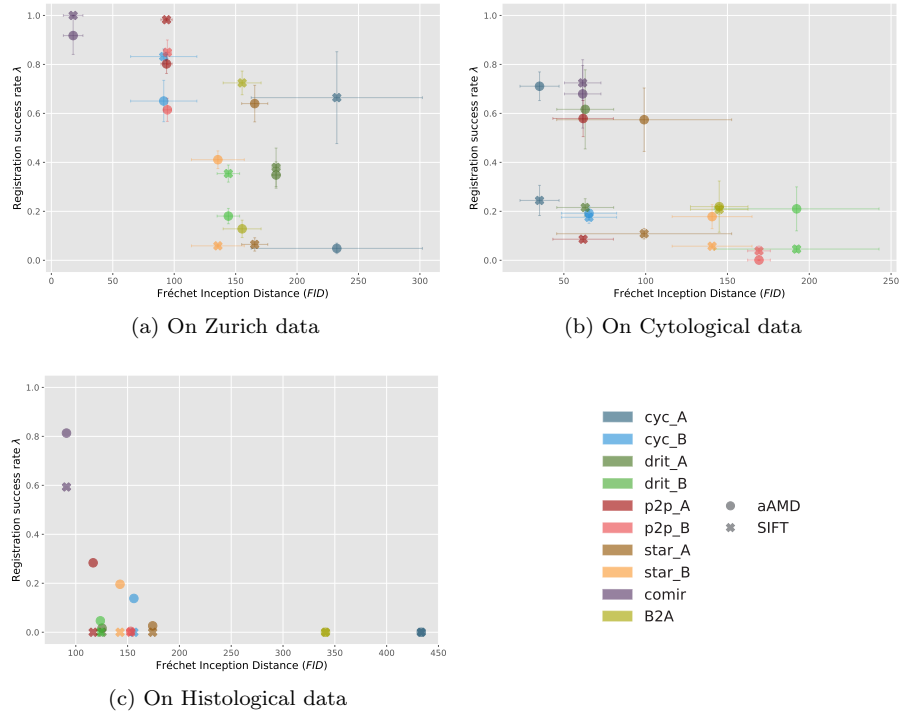 1.0
0.8
0.6
0.4
0.2
0.0
Registration success rate λ
0 50 100 150 200 250 300
Fréchet Inception Distance (FID)
(a) On Zurich data
1.0
0.8
0.6
0.4
0.2
0.0
Registration success rate λ
50 100 150 200 250
Fréchet Inception Distance (FID)
(b) On Cytological data
1.0
0.8
0.6
0.4
0.2
0.0
Registration success rate λ
100 150 200 250 300 350 400 450
Fréchet Inception Distance (FID)
(c) On Histological data
cyc_A
cyc_B
drit_A
drit_B
p2p_A
p2p_B
star_A
star_B
comir
B2A
aAMD
SIFT